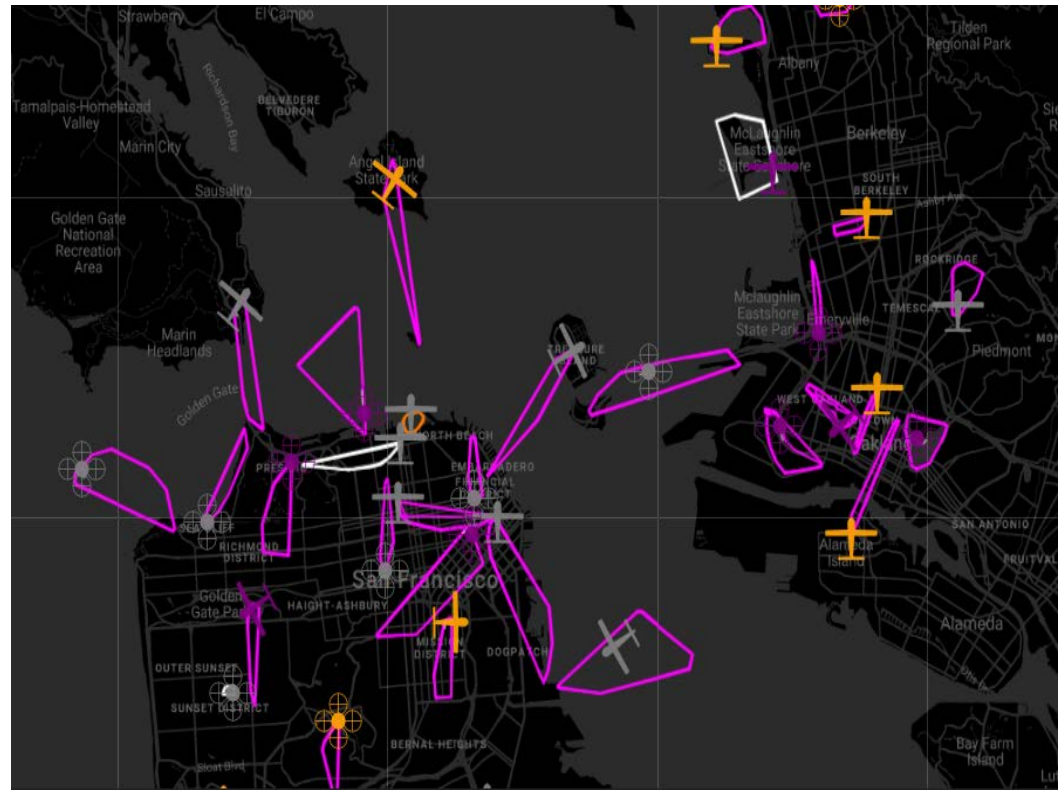 Strawberry
El Campo
Tilden
Regional Park
Albany
Tamalpais-Homestead
Valley
Richardson Bay
BELVEDERE
TIBURON
Marin City
McLaughlin
Eastshore
Berkeley
Angel Island
State Park
Sausalito
SOUTH
BERKELEY
Ashby Ave
Golden Gate
National
Recreation
Area
ROCKRIDGE
Mclaughlin
Eastshore
State Park
Emeryville
TEMESCAL
Marin
Headlands
Piedmont
Golden Gate
WEST OAKLAND
NORTH BEACH
Oakland
EMBARCADERO
FINANCIAL
DISTRICT
SAN ANTONIO
RICHMOND
DISTRICT
Alameda
Island
FRUITVAL
San Francisco
Golden
Gate Park
HAIGHT-ASHBURY
Alameda
MISSION
DISTRICT
DOGPATCH
OUTER SUNSET
SUNSET DISTRICT
BERNAL HEIGHTS
Sloat Blvd
Bay Farm
Island